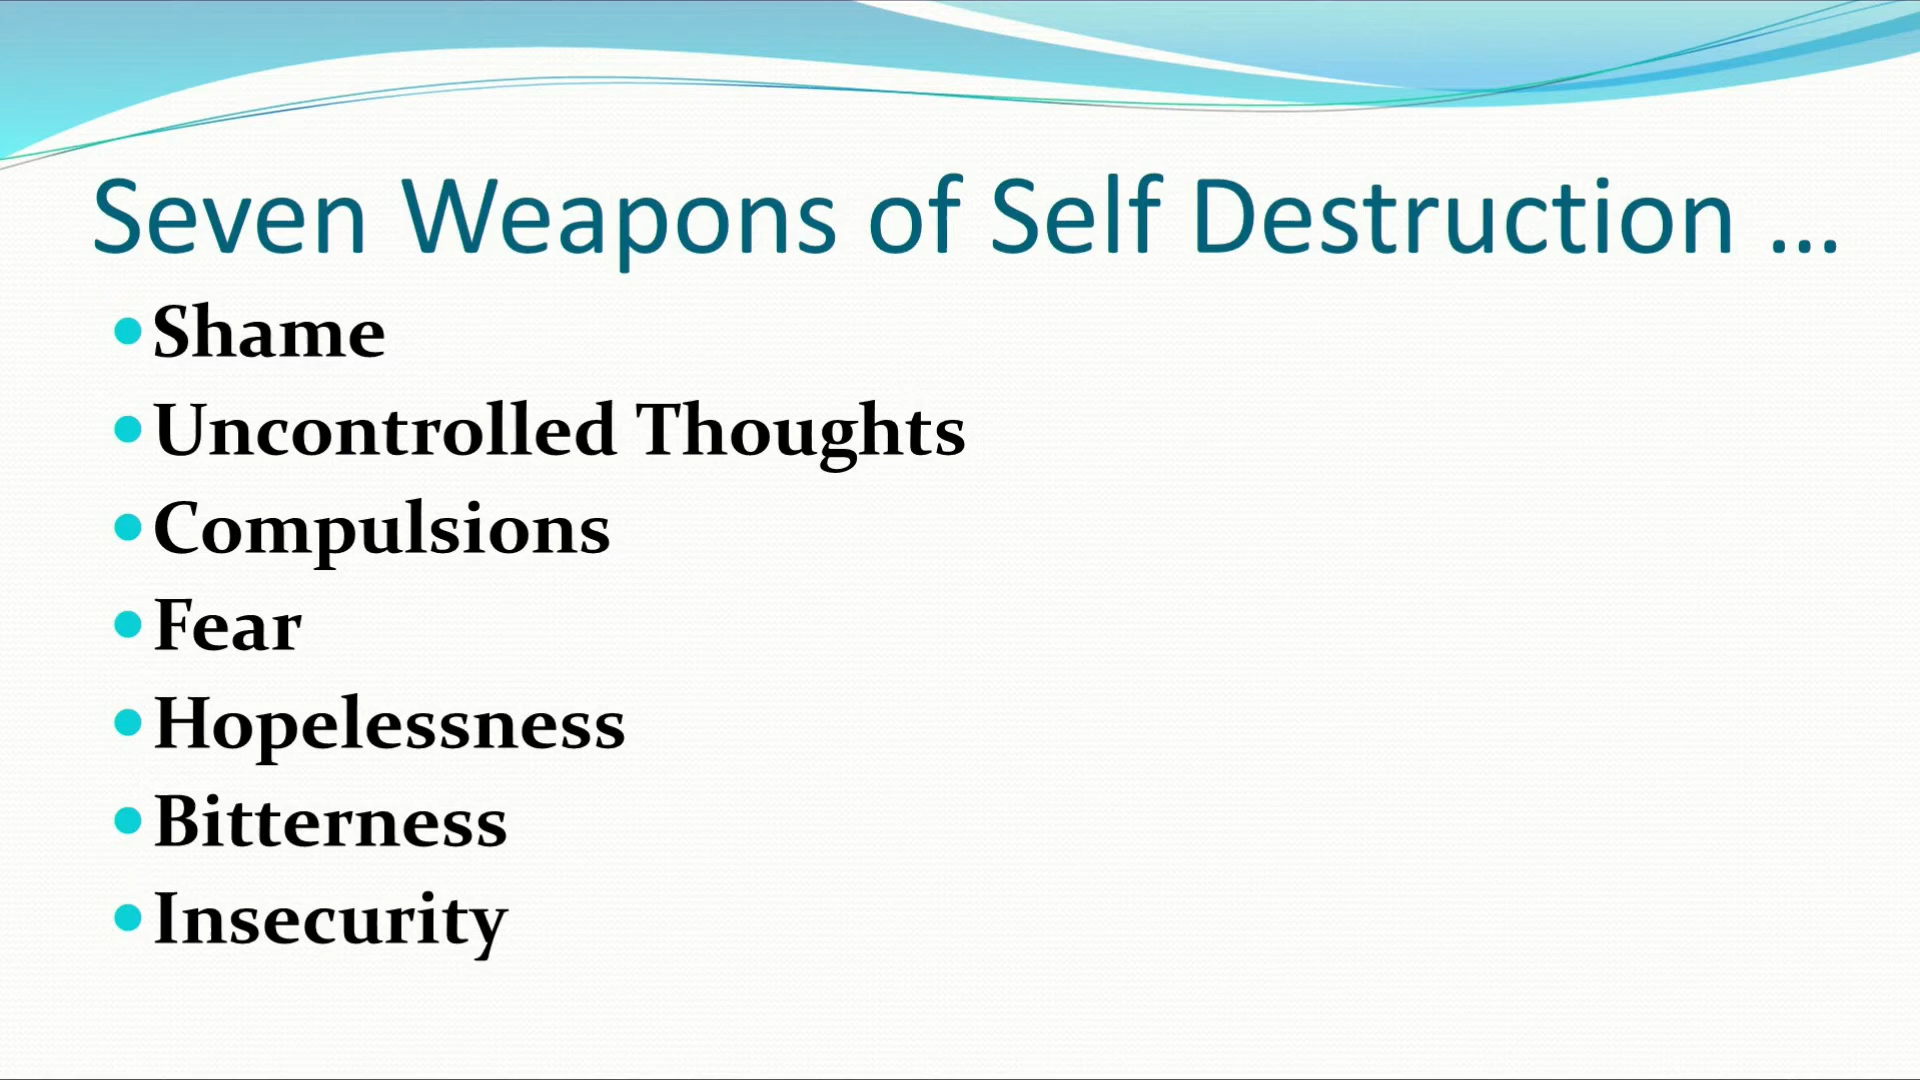 Seven Weapons of Self Destruction ...
• Shame
• Uncontrolled Thoughts
• Compulsions
• Fear
• Hopelessness
• Bitterness
• Insecurity